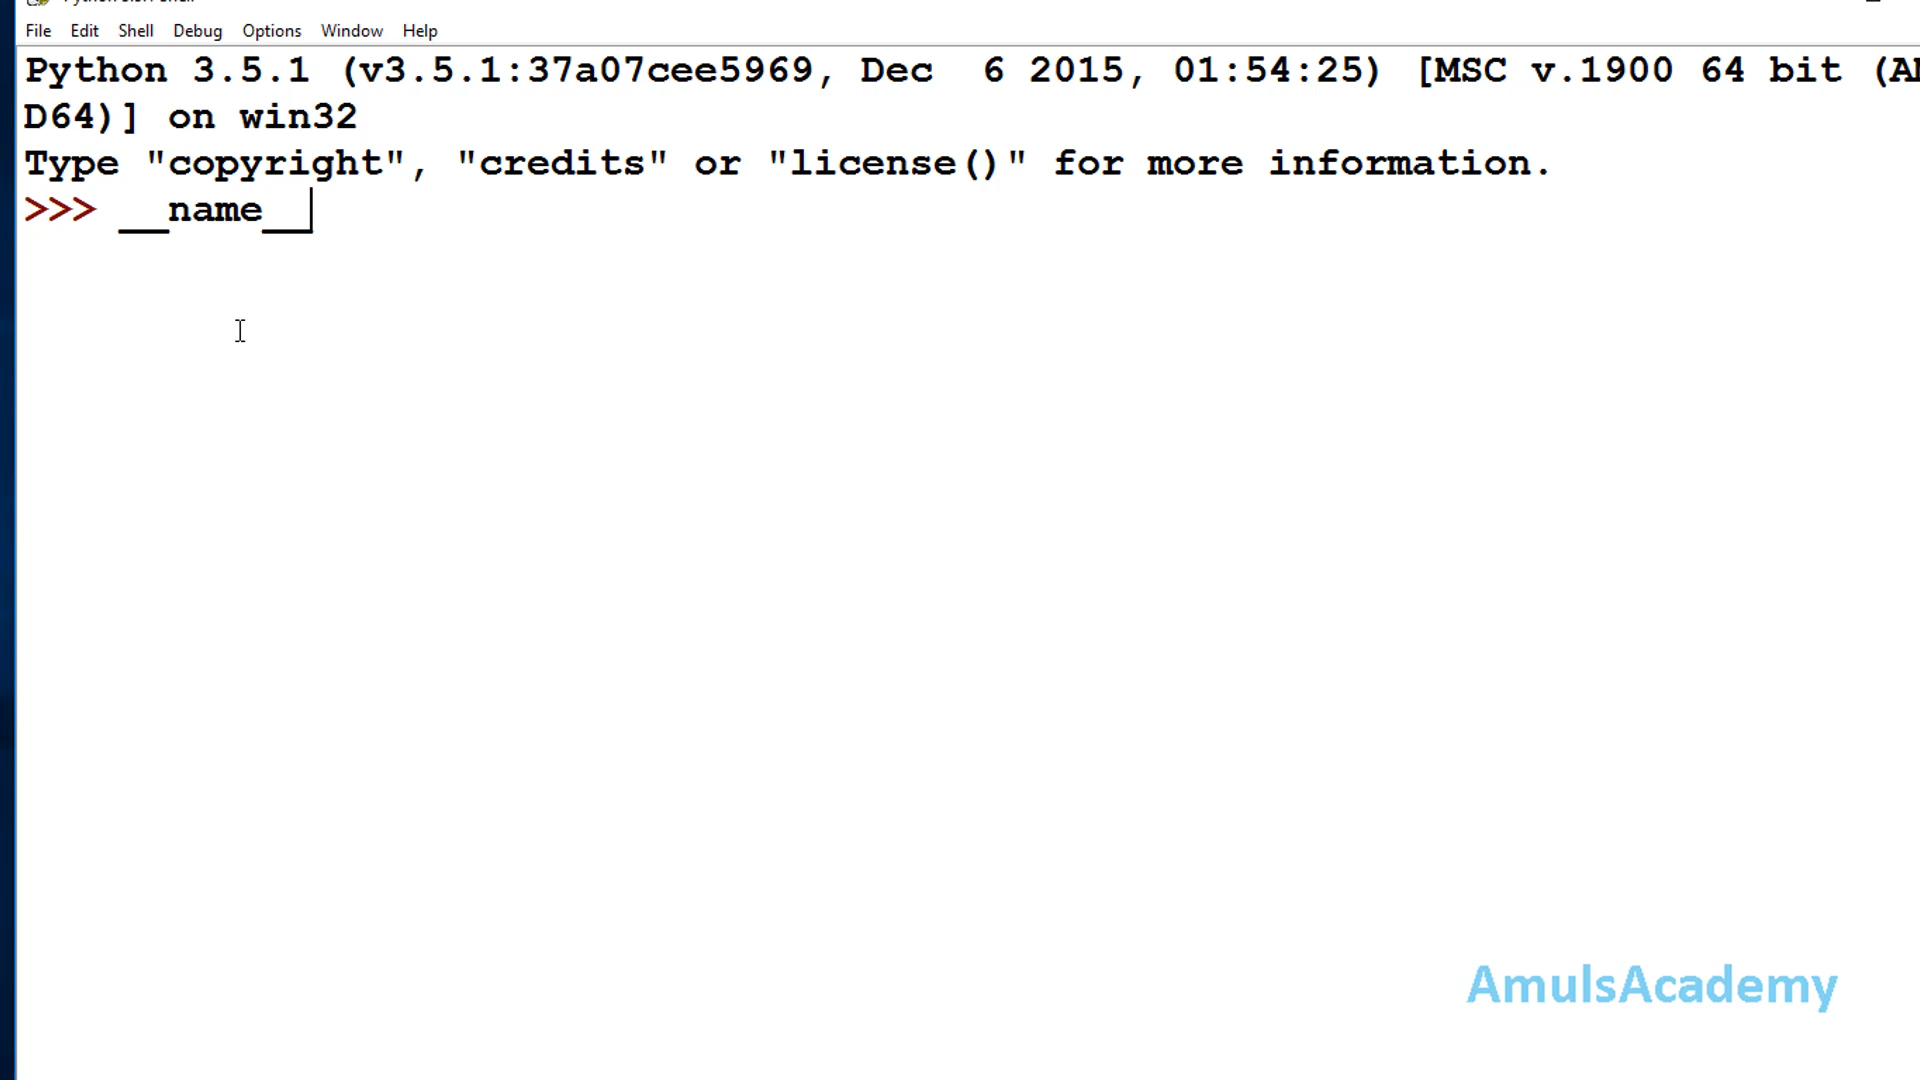 File Edit Shell Debug Options Window Help
Python 3.5.1 (v3.5.1:37a07cee5969, Dec  6 2015, 01:54:25) [MSC v.1900 64 bit (AM
D64)] on win32
Type "copyright", "credits" or "license()" for more information.
>>> __name__
AmulsAcademy